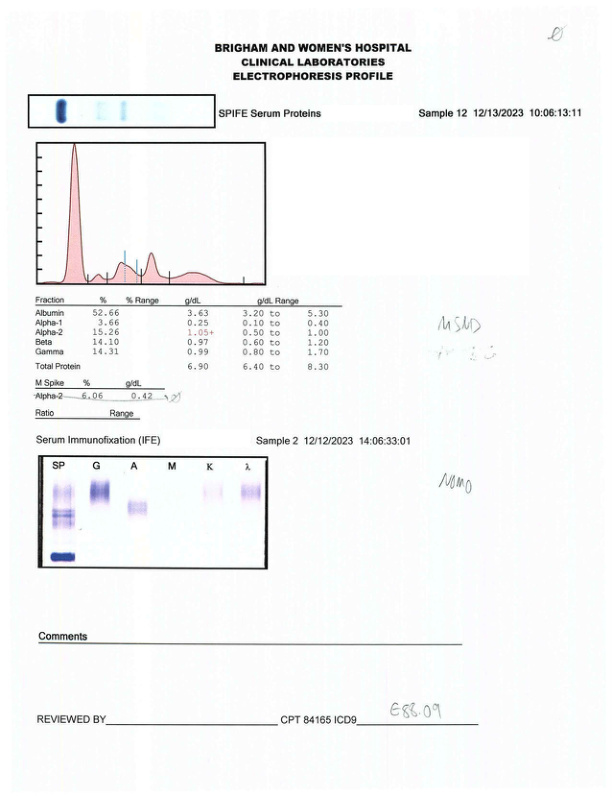 BRIGHAM AND WOMEN'S HOSPITAL
CLINICAL LABORATORIES
ELECTROPHORESIS PROFILE
SPIFE Serum Proteins Sample 12 12/13/2023 10:06:13:11
Fraction % % Range g/dL g/dL Range
Albumin 52.66 3.63 3.20 to 5.30
Alpha-1 3.66 0.25 0.10 to 0.40
Alpha-2 15.26 1.05+ 0.50 to 1.00
Beta 14.10 0.97 0.60 to 1.20
Gamma 14.31 0.99 0.80 to 1.70
Total Protein 6.90 6.40 to 8.30
MSND
M Spike % g/dL
Alpha-2 6.06 0.42
Ratio Range
Serum Immunofixation (IFE) Sample 2 12/12/2023 14:06:33:01
SP G A M K λ
NOMO
Comments
REVIEWED BY CPT 84165 ICD9 E88.09